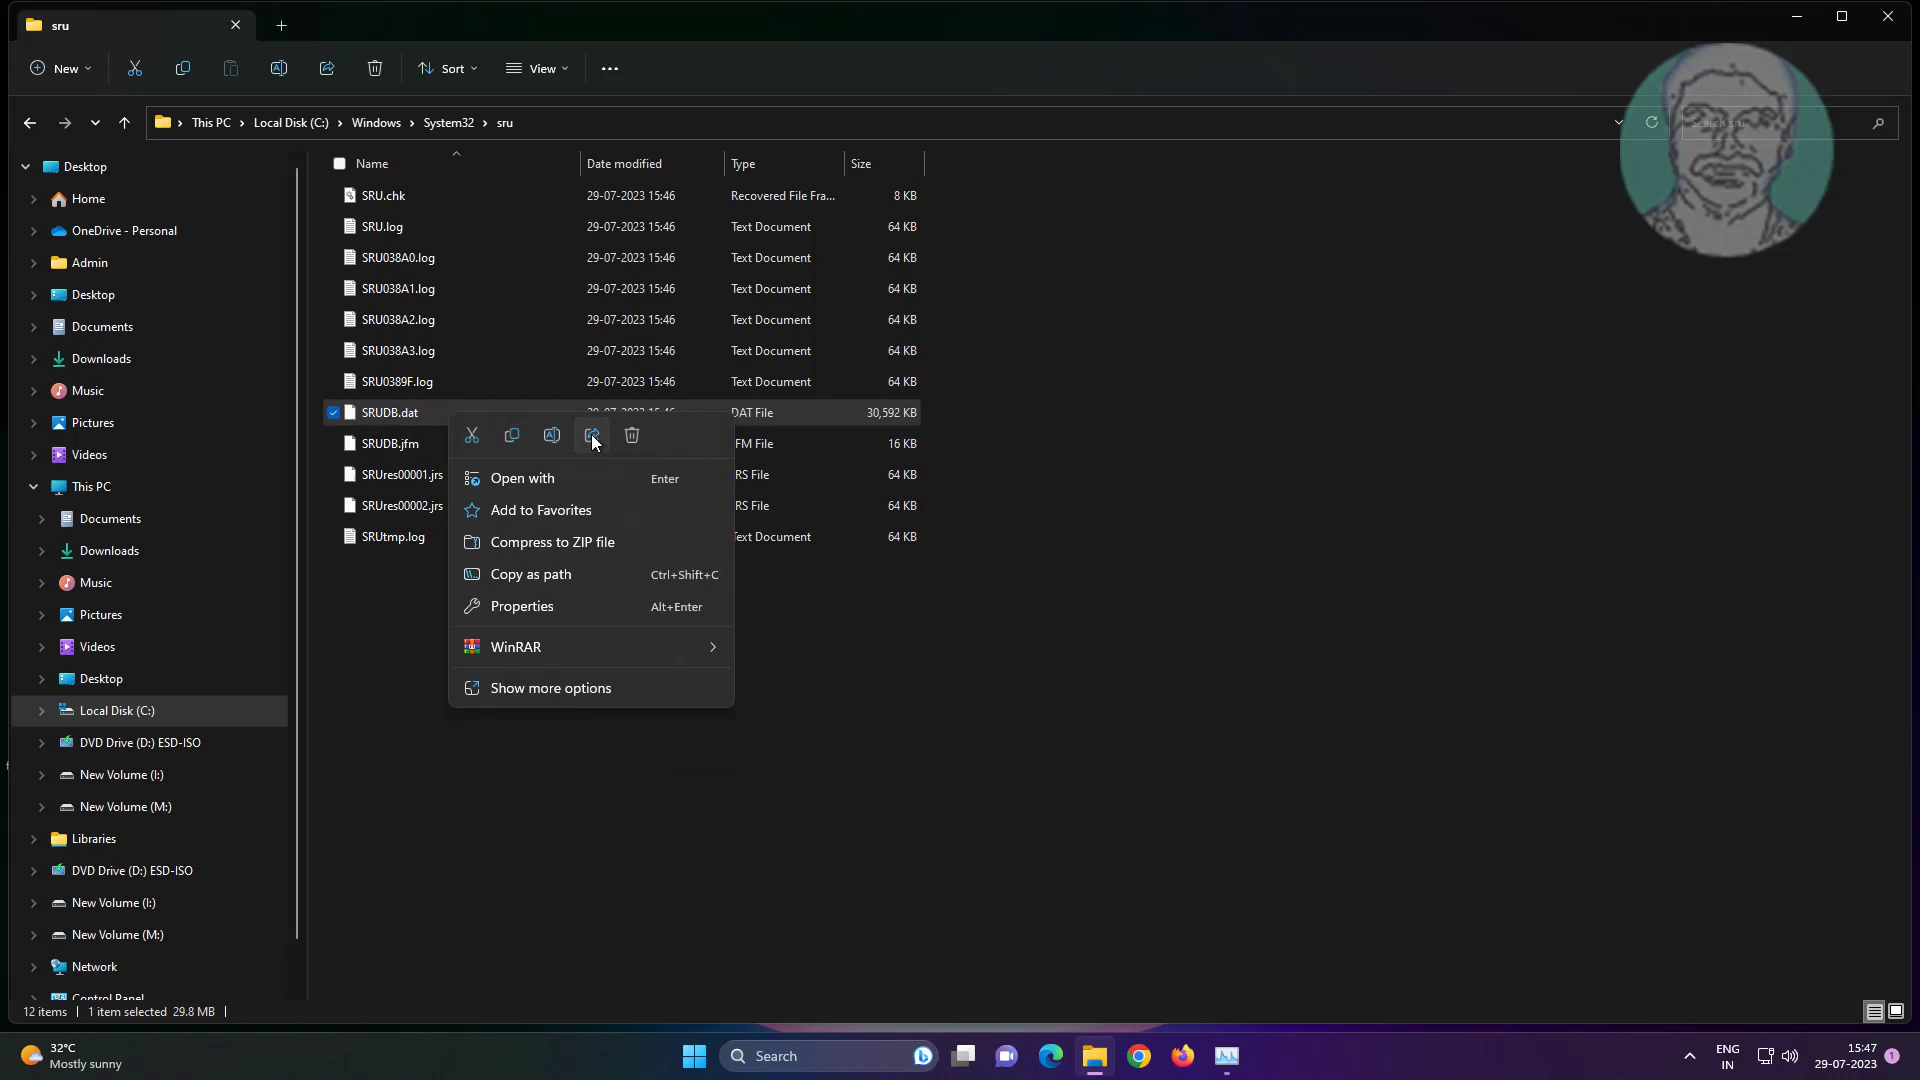 sru
New
Sort
View
This PC
Local Disk (C:)
Windows
System32
sru
Search sru
Desktop
Home
OneDrive - Personal
Admin
Desktop
Documents
Downloads
Music
Pictures
Videos
This PC
Documents
Downloads
Music
Pictures
Videos
Desktop
Local Disk (C:)
DVD Drive (D:) ESD-ISO
New Volume (I:)
New Volume (M:)
Libraries
DVD Drive (D:) ESD-ISO
New Volume (I:)
New Volume (M:)
Network
Control Panel
Name Date modified Type Size
SRU.chk 29-07-2023 15:46 Recovered File Fra... 8 KB
SRU.log 29-07-2023 15:46 Text Document 64 KB
SRU038A0.log 29-07-2023 15:46 Text Document 64 KB
SRU038A1.log 29-07-2023 15:46 Text Document 64 KB
SRU038A2.log 29-07-2023 15:46 Text Document 64 KB
SRU038A3.log 29-07-2023 15:46 Text Document 64 KB
SRU0389F.log 29-07-2023 15:46 Text Document 64 KB
SRUDB.dat 29-07-2023 15:46 DAT File 30,592 KB
SRUDB.jfm FM File 16 KB
SRUres00001.jrs RS File 64 KB
SRUres00002.jrs RS File 64 KB
SRUtmp.log Text Document 64 KB
Open with Enter
Add to Favorites
Compress to ZIP file
Copy as path Ctrl+Shift+C
Properties Alt+Enter
WinRAR
Show more options
12 items 1 item selected 29.8 MB
32°C
Mostly sunny
Search
ENG
IN
15:47
29-07-2023
1